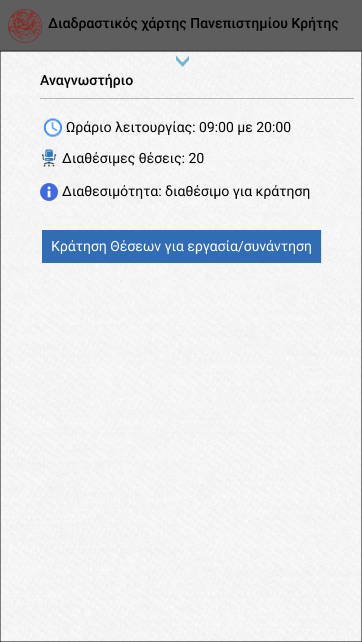 Διαδραστικός χάρτης Πανεπιστημίου Κρήτης
Αναγνωστήριο
Ωράριο λειτουργίας: 09:00 με 20:00
Διαθέσιμες θέσεις: 20
Διαθεσιμότητα: διαθέσιμο για κράτηση
Κράτηση Θέσεων για εργασία/συνάντηση